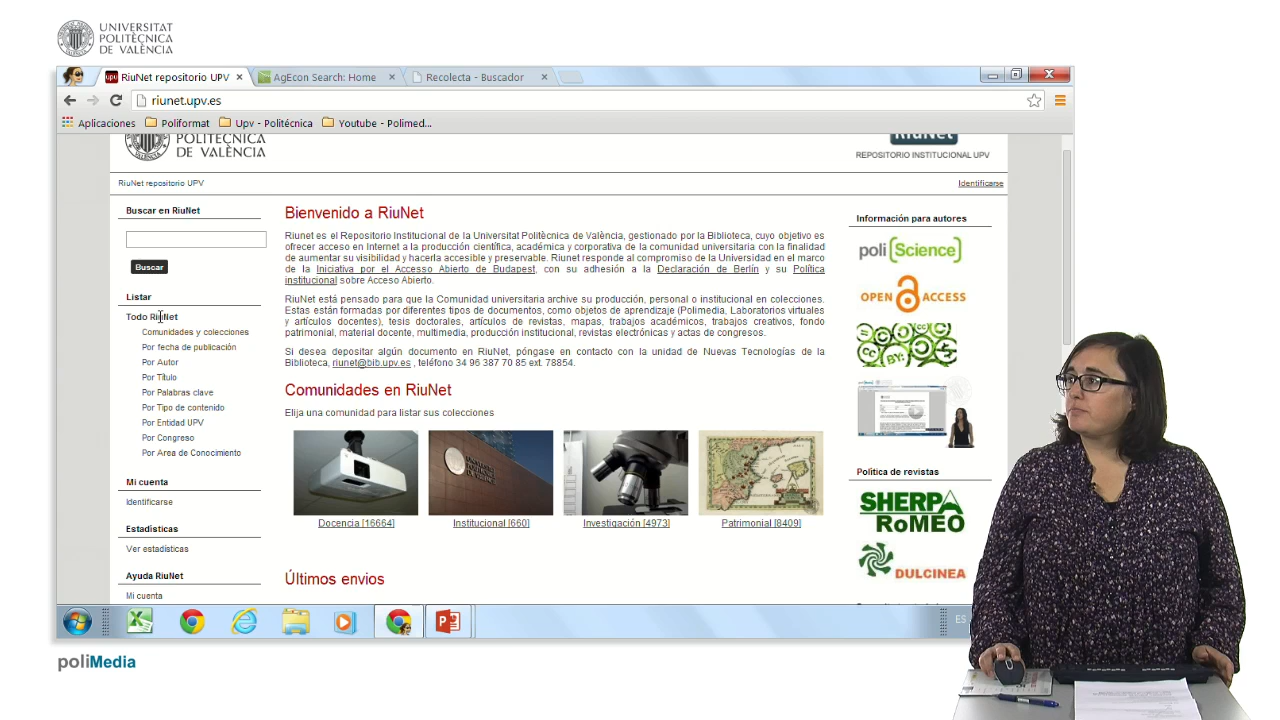 UNIVERSITAT
POLITÈCNICA
DE VALÈNCIA
upv RiuNet repositorio UPV
AgEcon Search: Home
Recolecta - Buscador
riunet.upv.es
Aplicaciones
Poliformat
Upv - Politécnica
Youtube - Polimed...
POLITÈCNICA
DE VALÈNCIA
RiuNet
REPOSITORIO INSTITUCIONAL UPV
RiuNet repositorio UPV
Identificarse
Buscar en RiuNet
Buscar
Listar
Todo RiuNet
Comunidades y colecciones
Por fecha de publicación
Por Autor
Por Título
Por Palabras clave
Por Tipo de contenido
Por Entidad UPV
Por Congreso
Por Area de Conocimiento
Mi cuenta
Identificarse
Estadísticas
Ver estadísticas
Ayuda RiuNet
Mi cuenta
Bienvenido a RiuNet
Riunet es el Repositorio Institucional de la Universitat Politècnica de València, gestionado por la Biblioteca, cuyo objetivo es
ofrecer acceso en Internet a la producción científica, académica y corporativa de la comunidad universitaria con la finalidad
de aumentar su visibilidad y hacerla accesible y preservable. Riunet responde al compromiso de la Universidad en el marco
de la Iniciativa por el Accesso Abierto de Budapest, con su adhesión a la Declaración de Berlín y su Política
institucional sobre Acceso Abierto.
RiuNet está pensado para que la Comunidad universitaria archive su producción, personal o institucional en colecciones.
Estas están formadas por diferentes tipos de documentos, como objetos de aprendizaje (Polimedia, Laboratorios virtuales
y artículos docentes), tesis doctorales, artículos de revistas, mapas, trabajos académicos, trabajos creativos, fondo
patrimonial, material docente, multimedia, producción institucional, revistas electrónicas y actas de congresos.
Si desea depositar algún documento en RiuNet, póngase en contacto con la unidad de Nuevas Tecnologías de la
Biblioteca, riunet@bib.upv.es , teléfono 34 96 387 70 85 ext. 78854.
Comunidades en RiuNet
Elija una comunidad para listar sus colecciones
Docencia [16664]
Institucional [660]
Investigación [4973]
Patrimonial [8409]
Últimos envios
Información para autores
poli[Science]
OPEN ACCESS
CC
BY:
Política de revistas
SHERPA
RoMEO
DULCINEA
ES
poliMedia